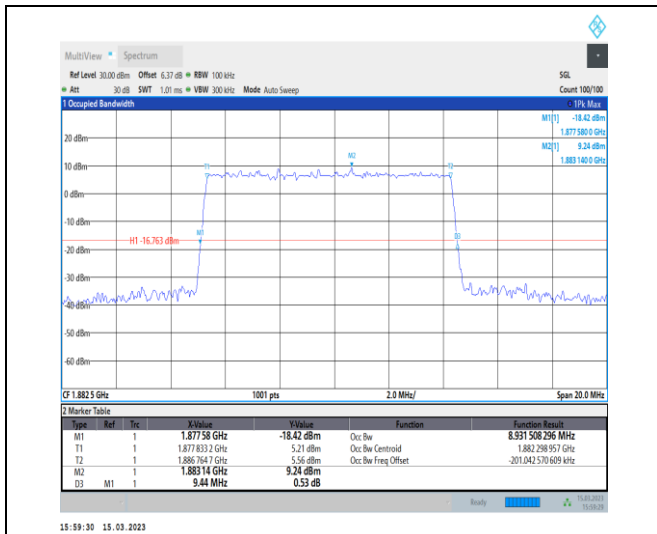 MultiView Spectrum
Ref Level 30.00 dBm Offset 6.37 dB RBW 100 kHz SGL
Att 30 dB SWT 1.01 ms VBW 300 kHz Mode Auto Sweep Count 100/100
1 Occupied Bandwidth 1Pk Max
M1[1] -18.42 dBm
1.877 580 0 GHz
M2[1] 9.24 dBm
1.883 140 0 GHz
20 dBm
M2
T1 T2
10 dBm
0 dBm
-10 dBm
M1 D3
H1 -16.763 dBm
-20 dBm
-30 dBm
-40 dBm
-50 dBm
-60 dBm
CF 1.882 5 GHz 1001 pts 2.0 MHz/ Span 20.0 MHz
2 Marker Table
Type Ref Trc X-Value Y-Value Function Function Result
M1 1 1.877 58 GHz -18.42 dBm Occ Bw 8.931 508 296 MHz
T1 1 1.877 833 2 GHz 5.21 dBm Occ Bw Centroid 1.882 298 957 GHz
T2 1 1.886 764 7 GHz 5.56 dBm Occ Bw Freq Offset -201.042 570 609 kHz
M2 1 1.883 14 GHz 9.24 dBm
D3 M1 1 9.44 MHz 0.53 dB
Ready 15.03.2023
15:59:30 15.03.2023